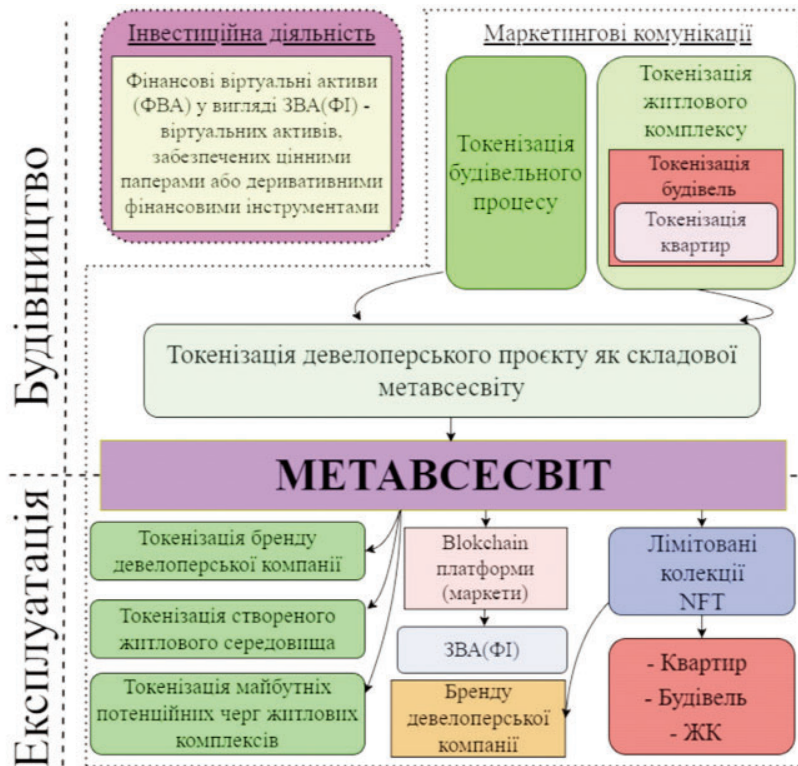 Інвестиційна діяльність
Фінансові віртуальні активи
(ФВА) у вигляді ЗВА(ФІ) -
віртуальних активів,
забезпечених цінними
паперами або деривативними
фінансовими інструментами
Маркетингові комунікації
Токенізація
будівельного
процесу
Токенізація
житлового
комплексу
Токенізація
будівель
Токенізація
квартир
Будівництво
Токенізація девелоперського проєкту як складової
метавсесвіту
МЕТАВСЕСВІТ
Експлуатація
Токенізація бренду
девелоперської компанії
Токенізація створеного
житлового середовища
Токенізація майбутніх
потенційних черг житлових
комплексів
Blokchain
платформи
(маркети)
ЗВА(ФІ)
Бренду
девелоперської
компанії
Лімітовані
колекції
NFT
- Квартир
- Будівель
- ЖК